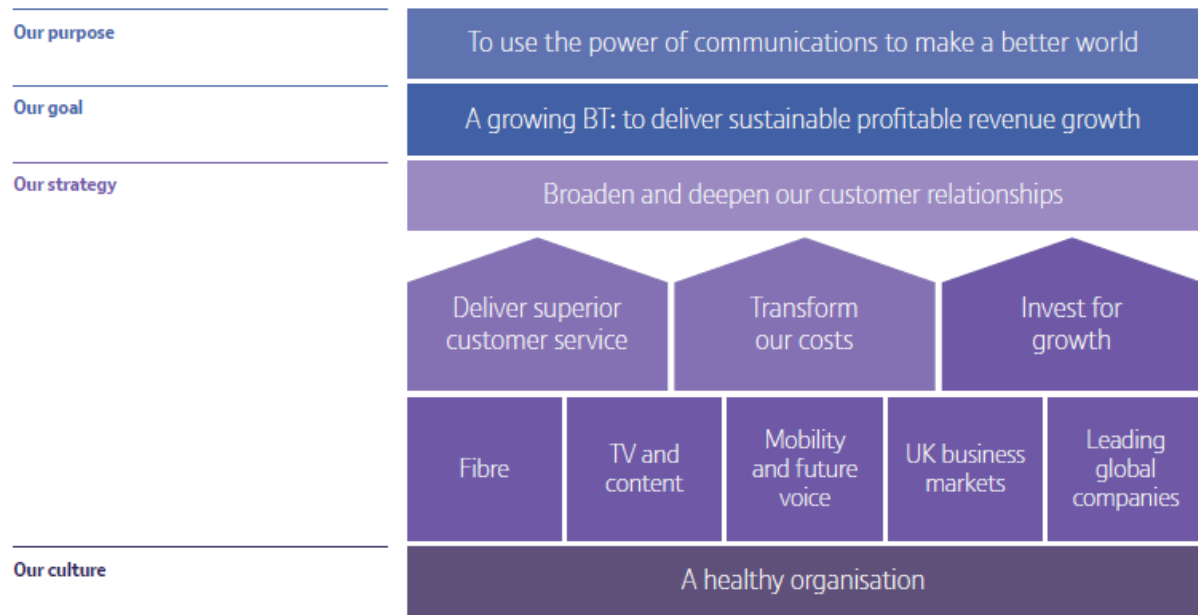 Our purpose
To use the power of communications to make a better world
Our goal
A growing BT: to deliver sustainable profitable revenue growth
Our strategy
Broaden and deepen our customer relationships
Deliver superior
customer service
Transform
our costs
Invest for
growth
Fibre
TV and
content
Mobility
and future
voice
UK business
markets
Leading
global
companies
Our culture
A healthy organisation